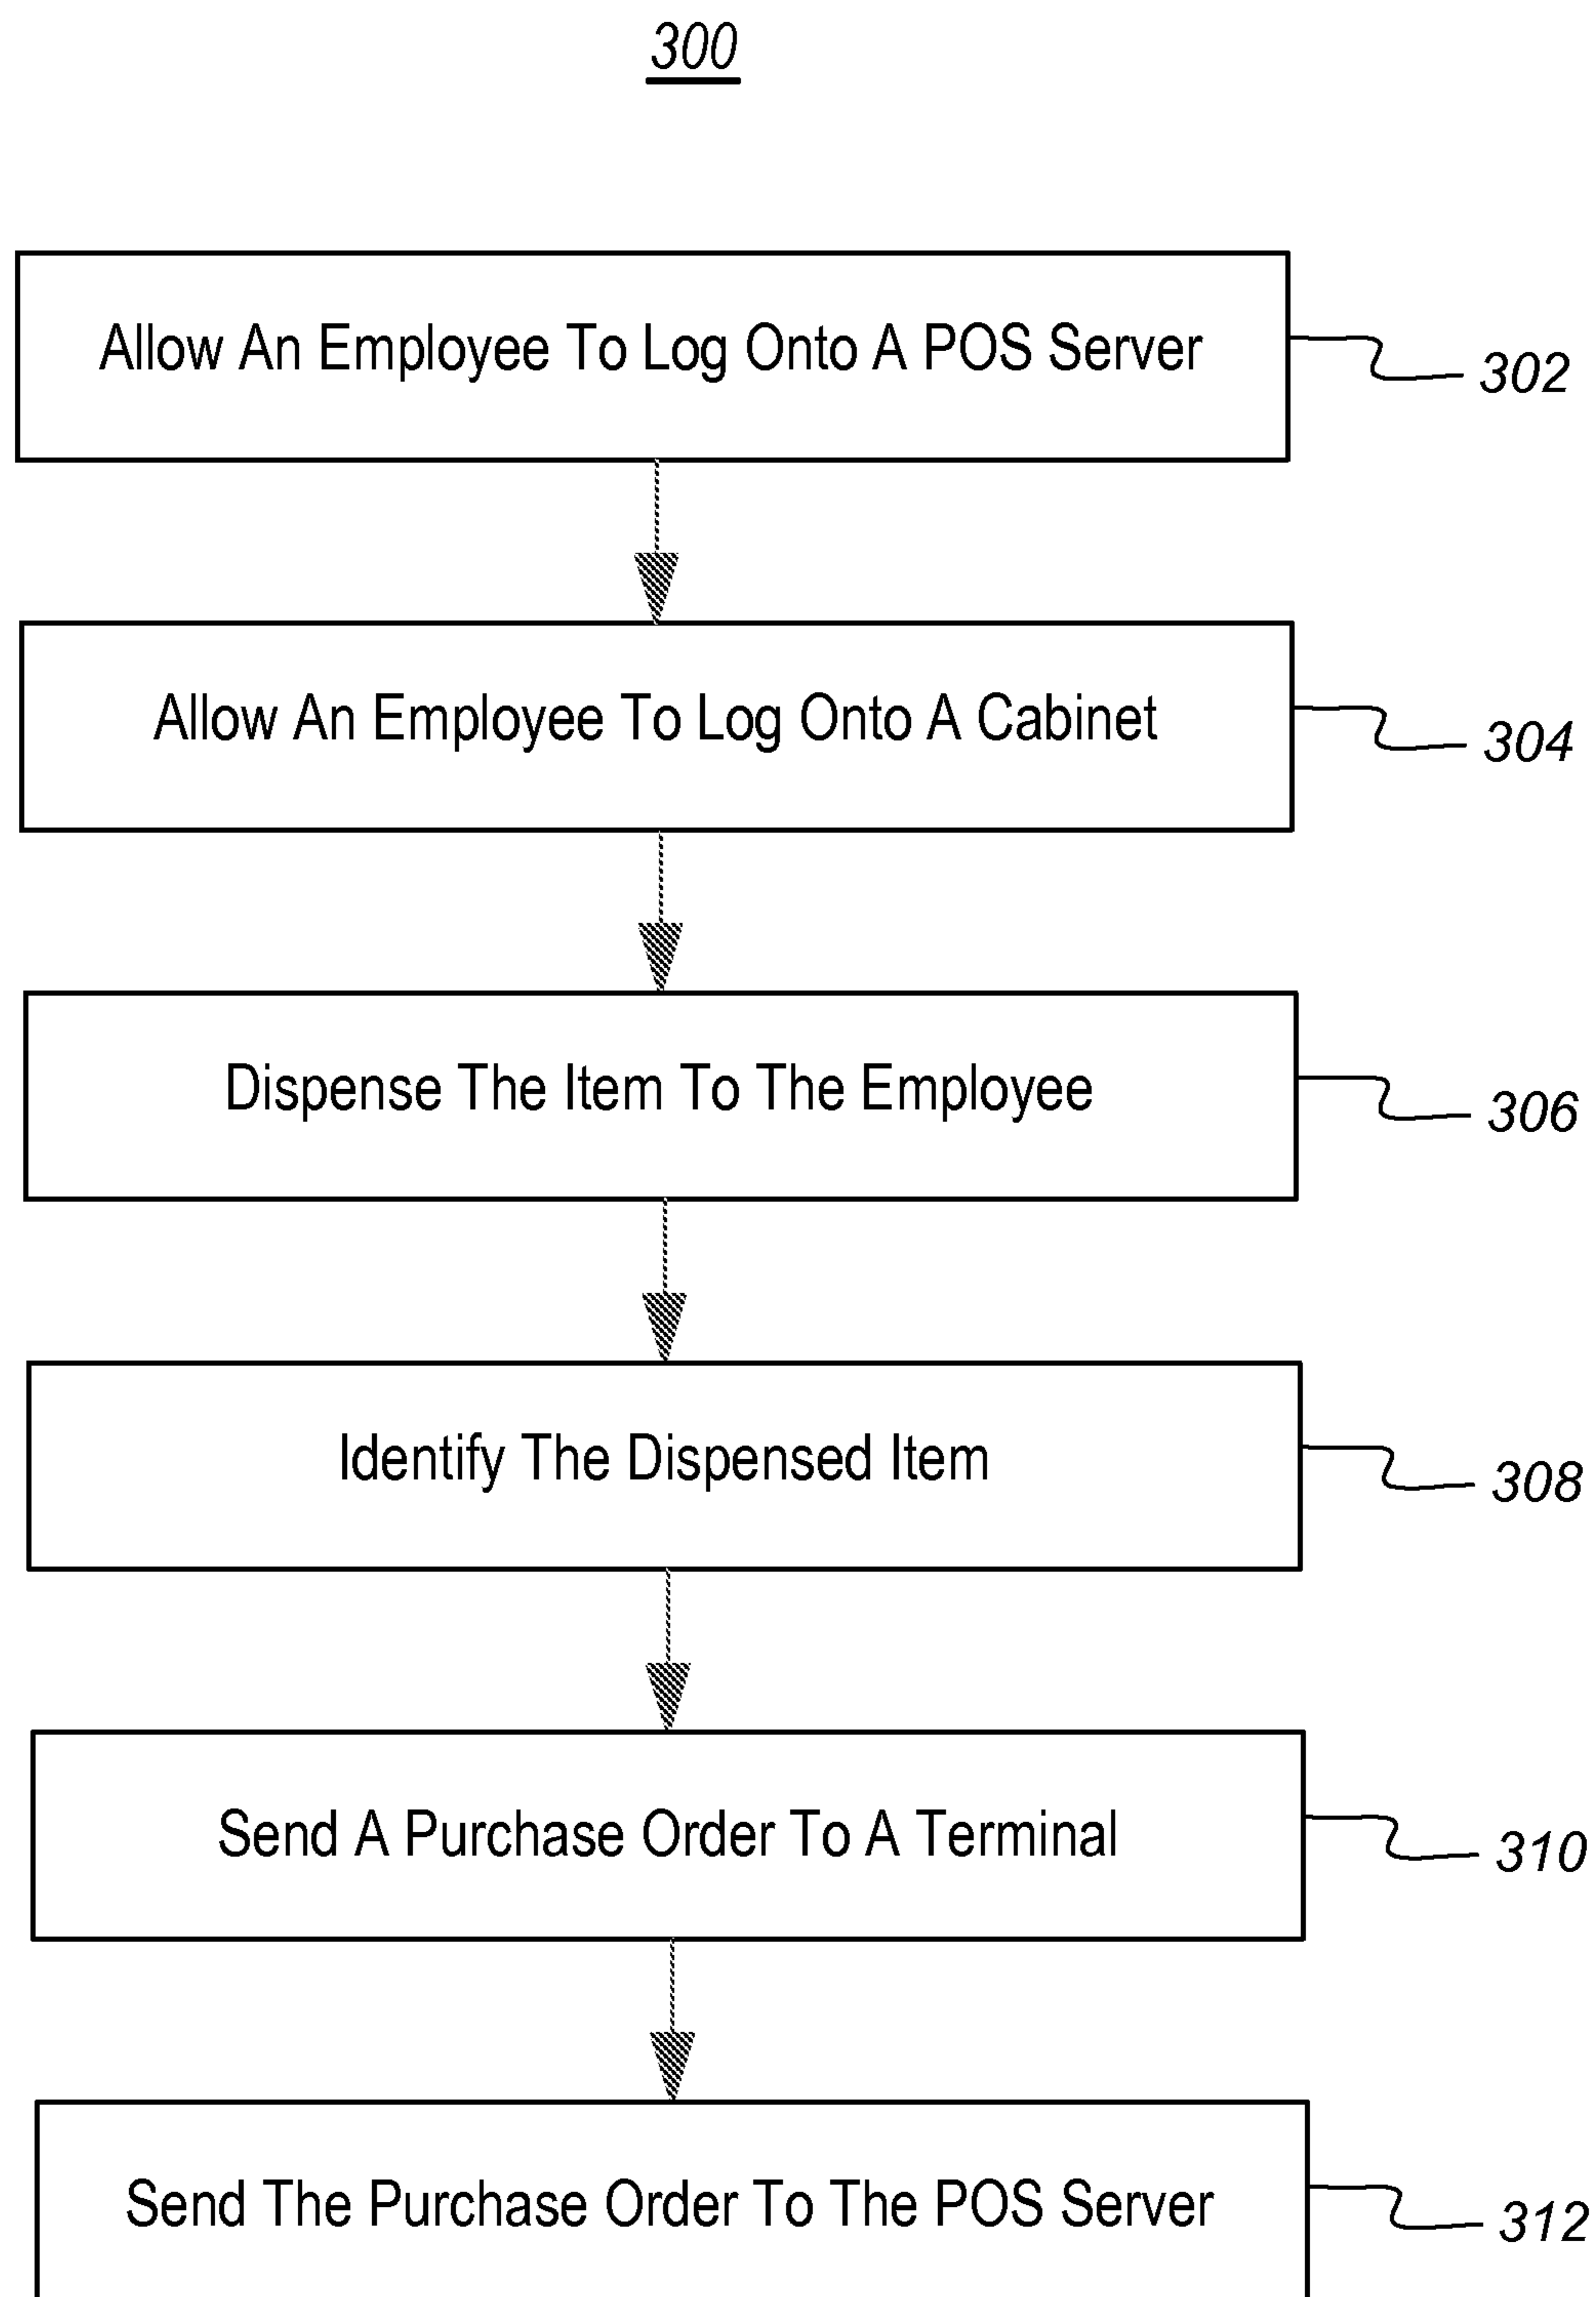 300
Allow An Employee To Log Onto A POS Server
302
Allow An Employee To Log Onto A Cabinet
304
Dispense The Item To The Employee
306
Identify The Dispensed Item
308
Send A Purchase Order To A Terminal
310
Send The Purchase Order To The POS Server
312